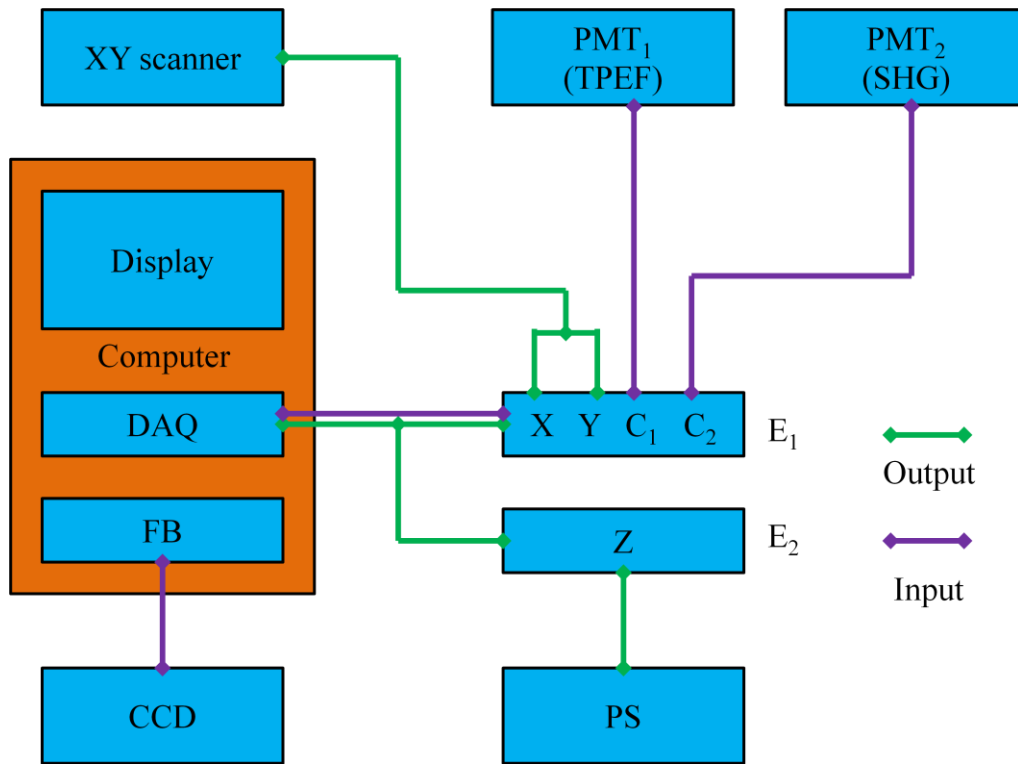 XY scanner
PMT₁
(TPEF)
PMT₂
(SHG)
Display
Computer
DAQ
X Y C₁ C₂
E₁
Output
FB
Z
E₂
Input
CCD
PS